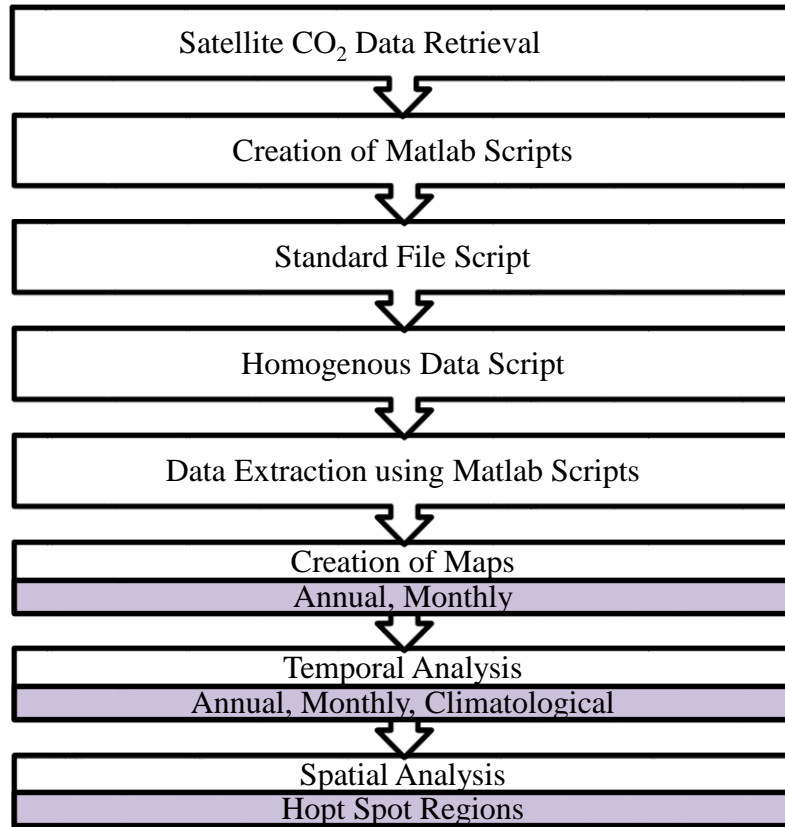 Satellite CO₂ Data Retrieval
Creation of Matlab Scripts
Standard File Script
Homogenous Data Script
Data Extraction using Matlab Scripts
Creation of Maps
Annual, Monthly
Temporal Analysis
Annual, Monthly, Climatological
Spatial Analysis
Hopt Spot Regions